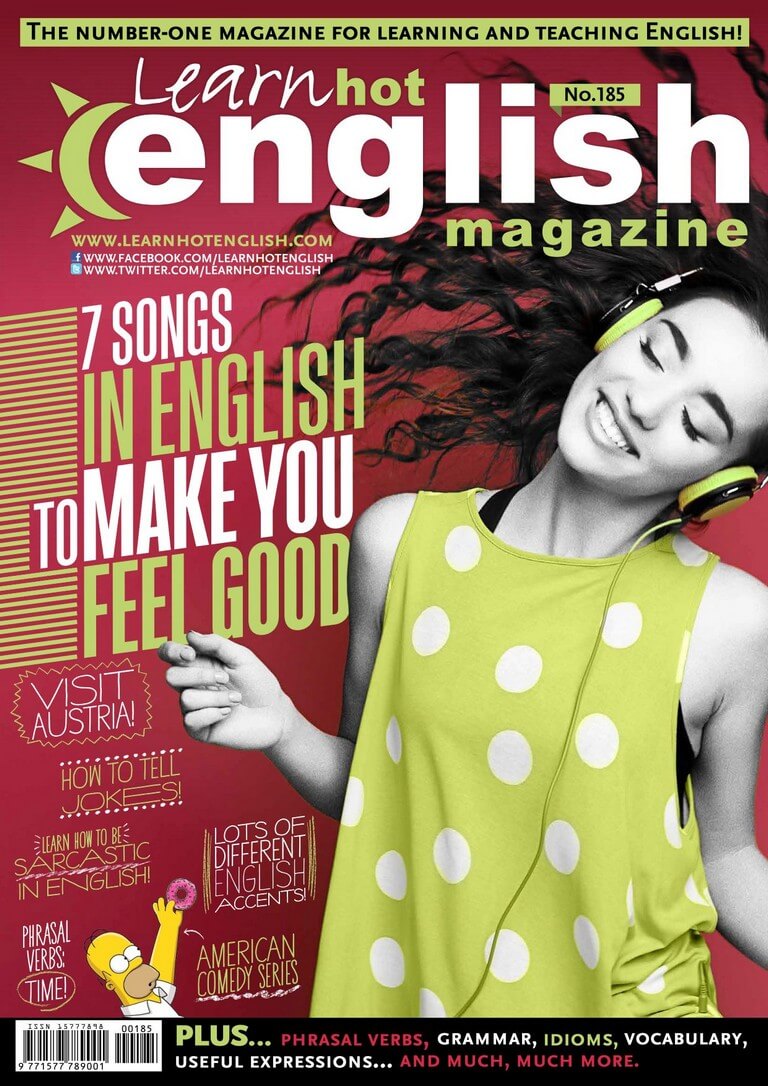 The number-one magazine for learning and teaching English!
Learn hot
No.185
english
magazine
www.learnhotenglish.com
f www.facebook.com/learnhotenglish
www.twitter.com/learnhotenglish
7 SONGS
IN ENGLISH
TO MAKE YOU
FEEL GOOD
VISIT
AUSTRIA!
HOW TO TELL
JOKES!
LEARN HOW TO BE
SARCASTIC
IN ENGLISH!
LOTS OF
DIFFERENT
ENGLISH
ACCENTS!
PHRASAL
VERBS:
TIME!
AMERICAN
COMEDY SERIES
ISSN 15777898
00185
9 771577 789001
PLUS... PHRASAL VERBS, GRAMMAR, IDIOMS, VOCABULARY,
USEFUL EXPRESSIONS... AND MUCH, MUCH MORE.